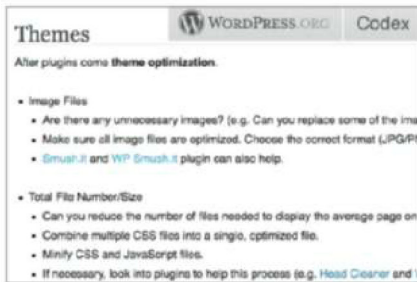 Themes
WORDPRESS.ORG
Codex
After plugins come theme optimization.
Image Files
Are there any unnecessary images? (e.g. Can you replace some of the
Make sure all image files are optimized. Choose the correct format (JPG/
Smush.it and WP Smush.it plugin can also help.
Total File Number/Size
Can you reduce the number of files needed to display the average page on
Combine multiple CSS files into a single, optimized file.
Minify CSS and JavaScript files.
If necessary, look into plugins to help this process (e.g. Head Cleaner and